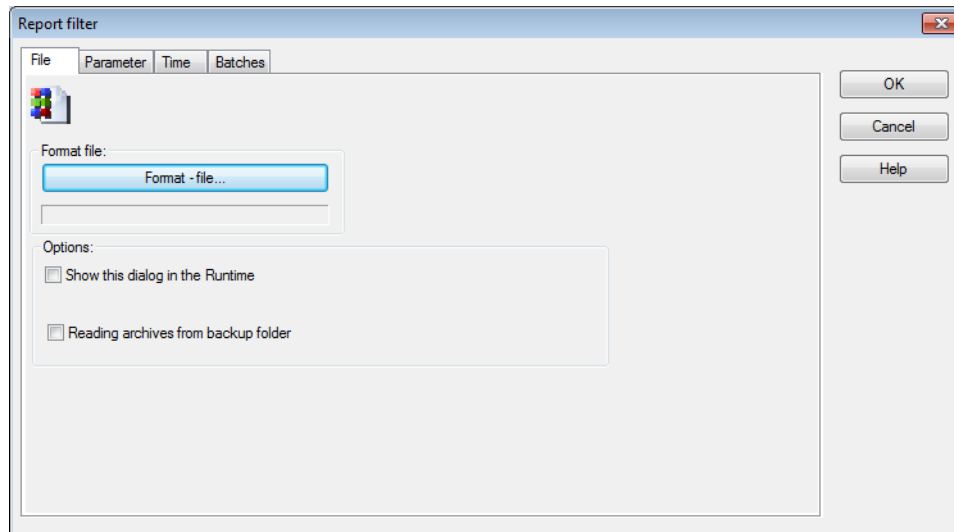 Report filter
File Parameter Time Batches
OK
Cancel
Help
Format file:
Format - file...
Options:
Show this dialog in the Runtime
Reading archives from backup folder